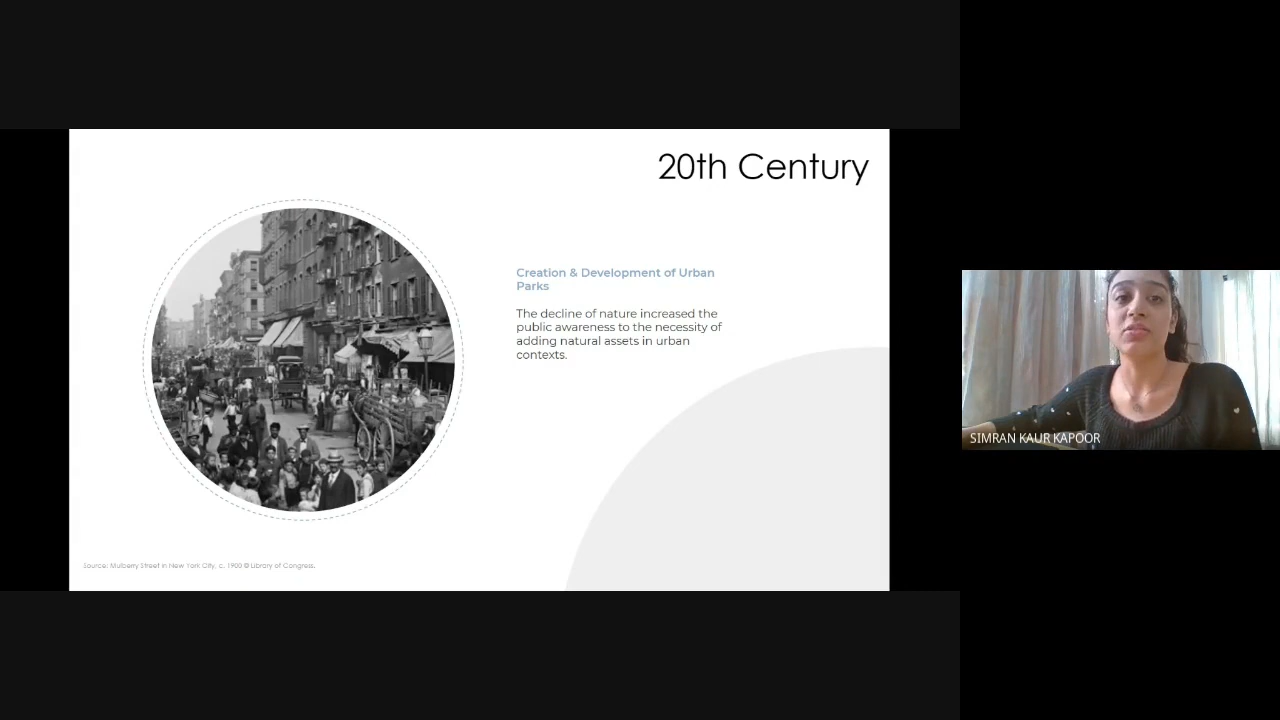 20th Century
Creation & Development of Urban
Parks
The decline of nature increased the
public awareness to the necessity of
adding natural assets in urban
contexts.
Source: Mulberry Street in New York City, c. 1900 © Library of Congress.
SIMRAN KAUR KAPOOR